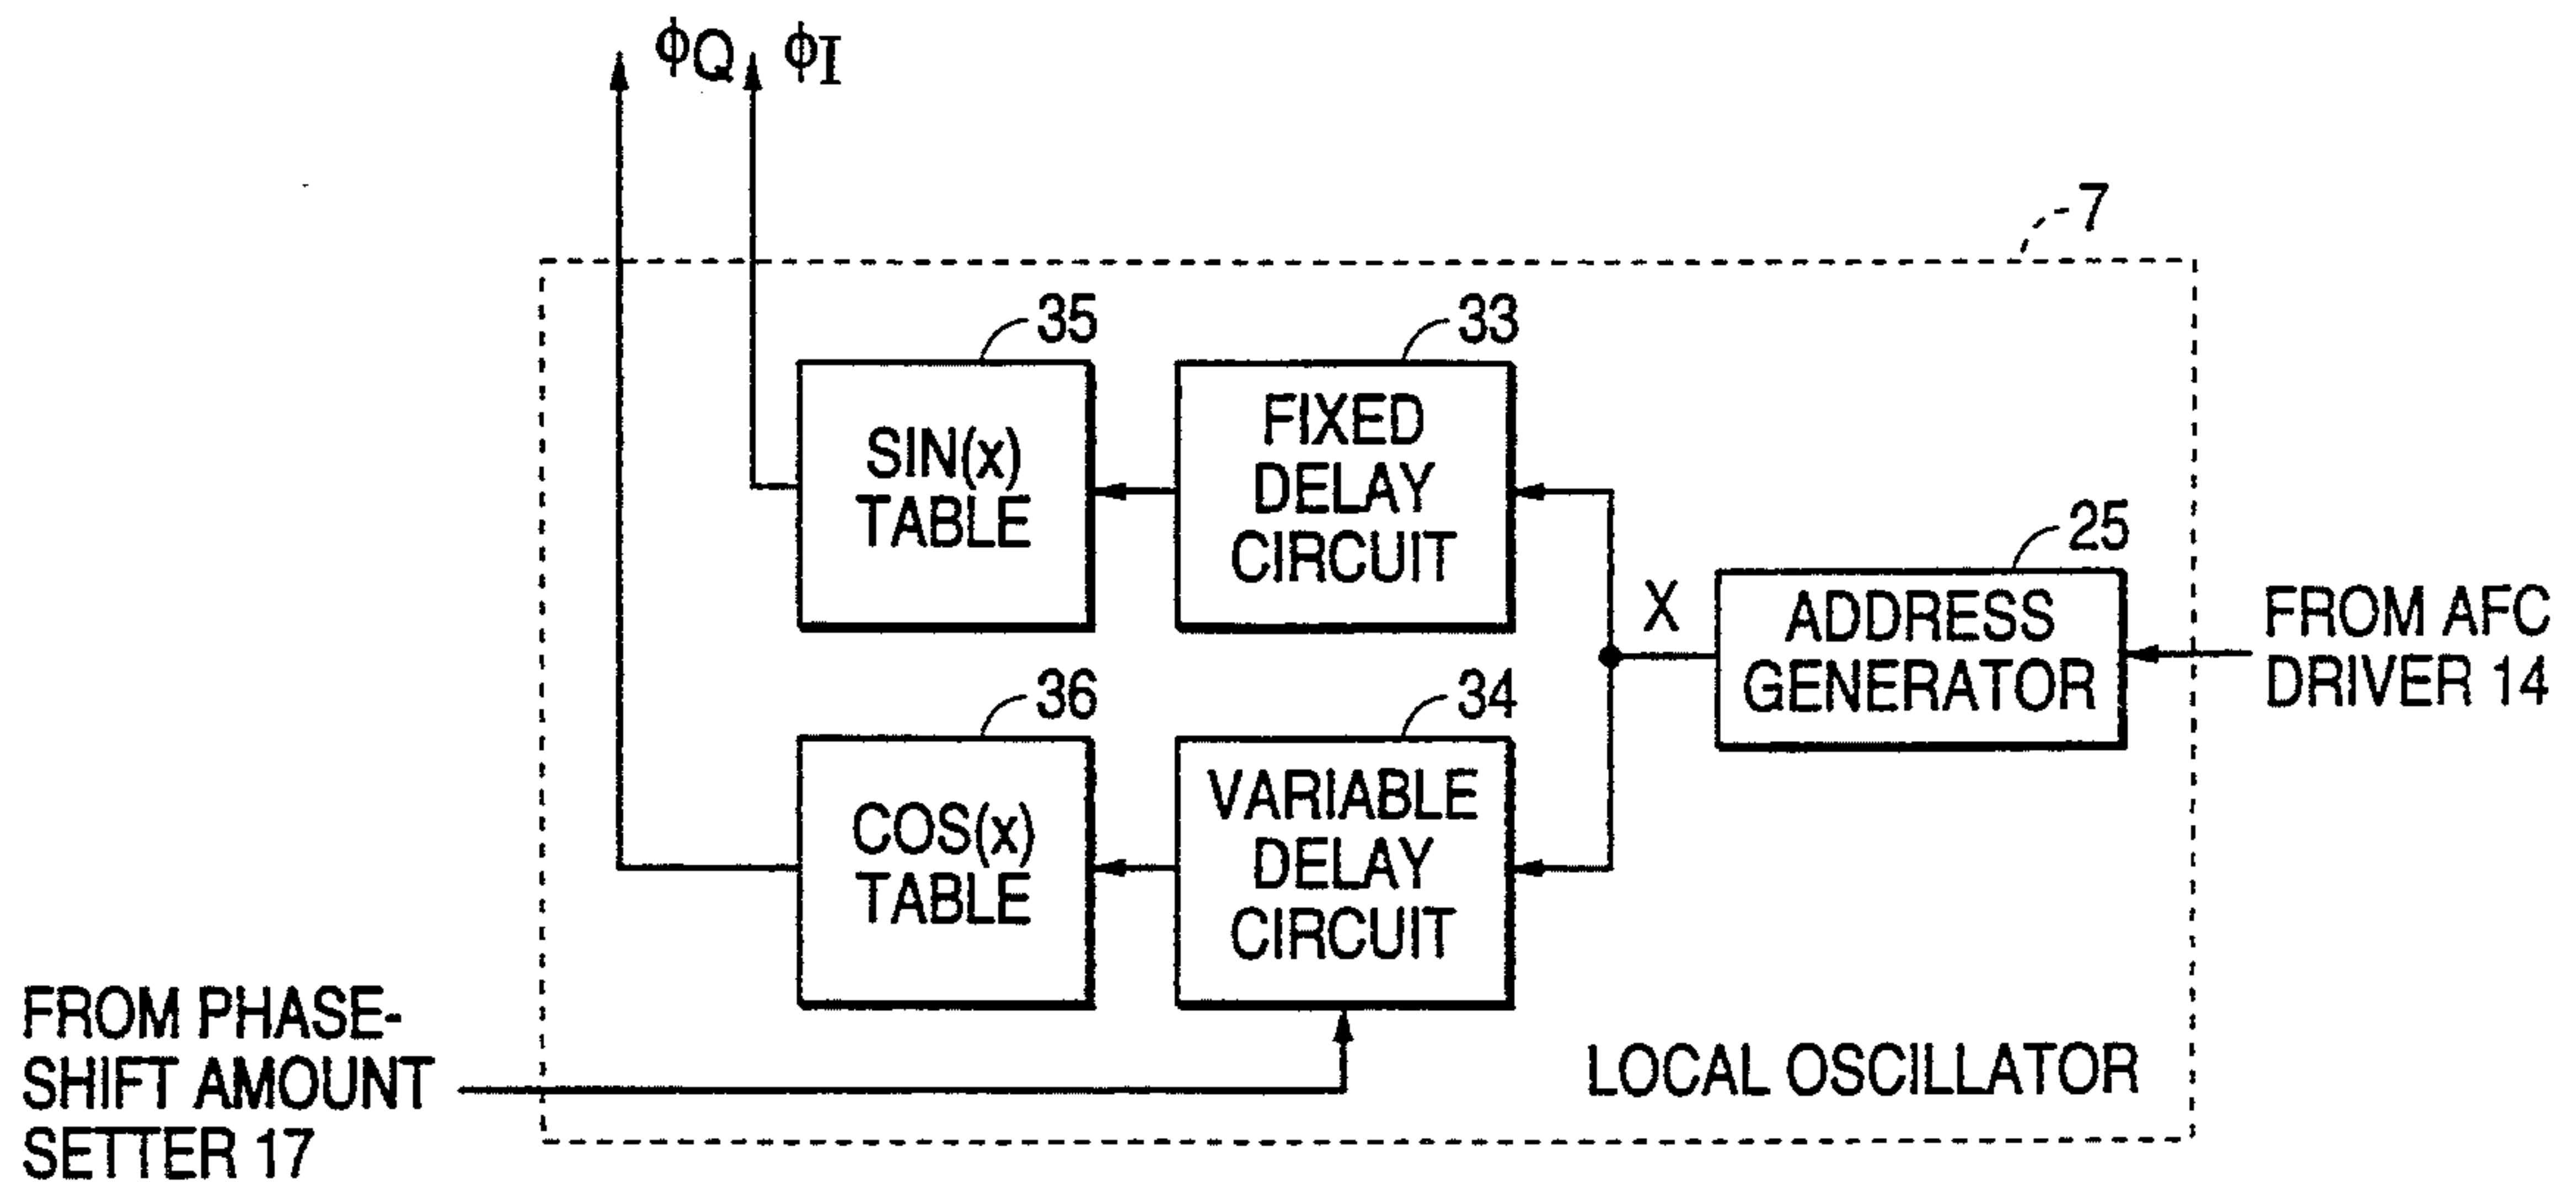 ϕQ ϕI
7
35
33
SIN(x)
TABLE
FIXED
DELAY
CIRCUIT
25
X
ADDRESS
GENERATOR
FROM AFC
DRIVER 14
36
34
COS(x)
TABLE
VARIABLE
DELAY
CIRCUIT
FROM PHASE-
SHIFT AMOUNT
SETTER 17
LOCAL OSCILLATOR